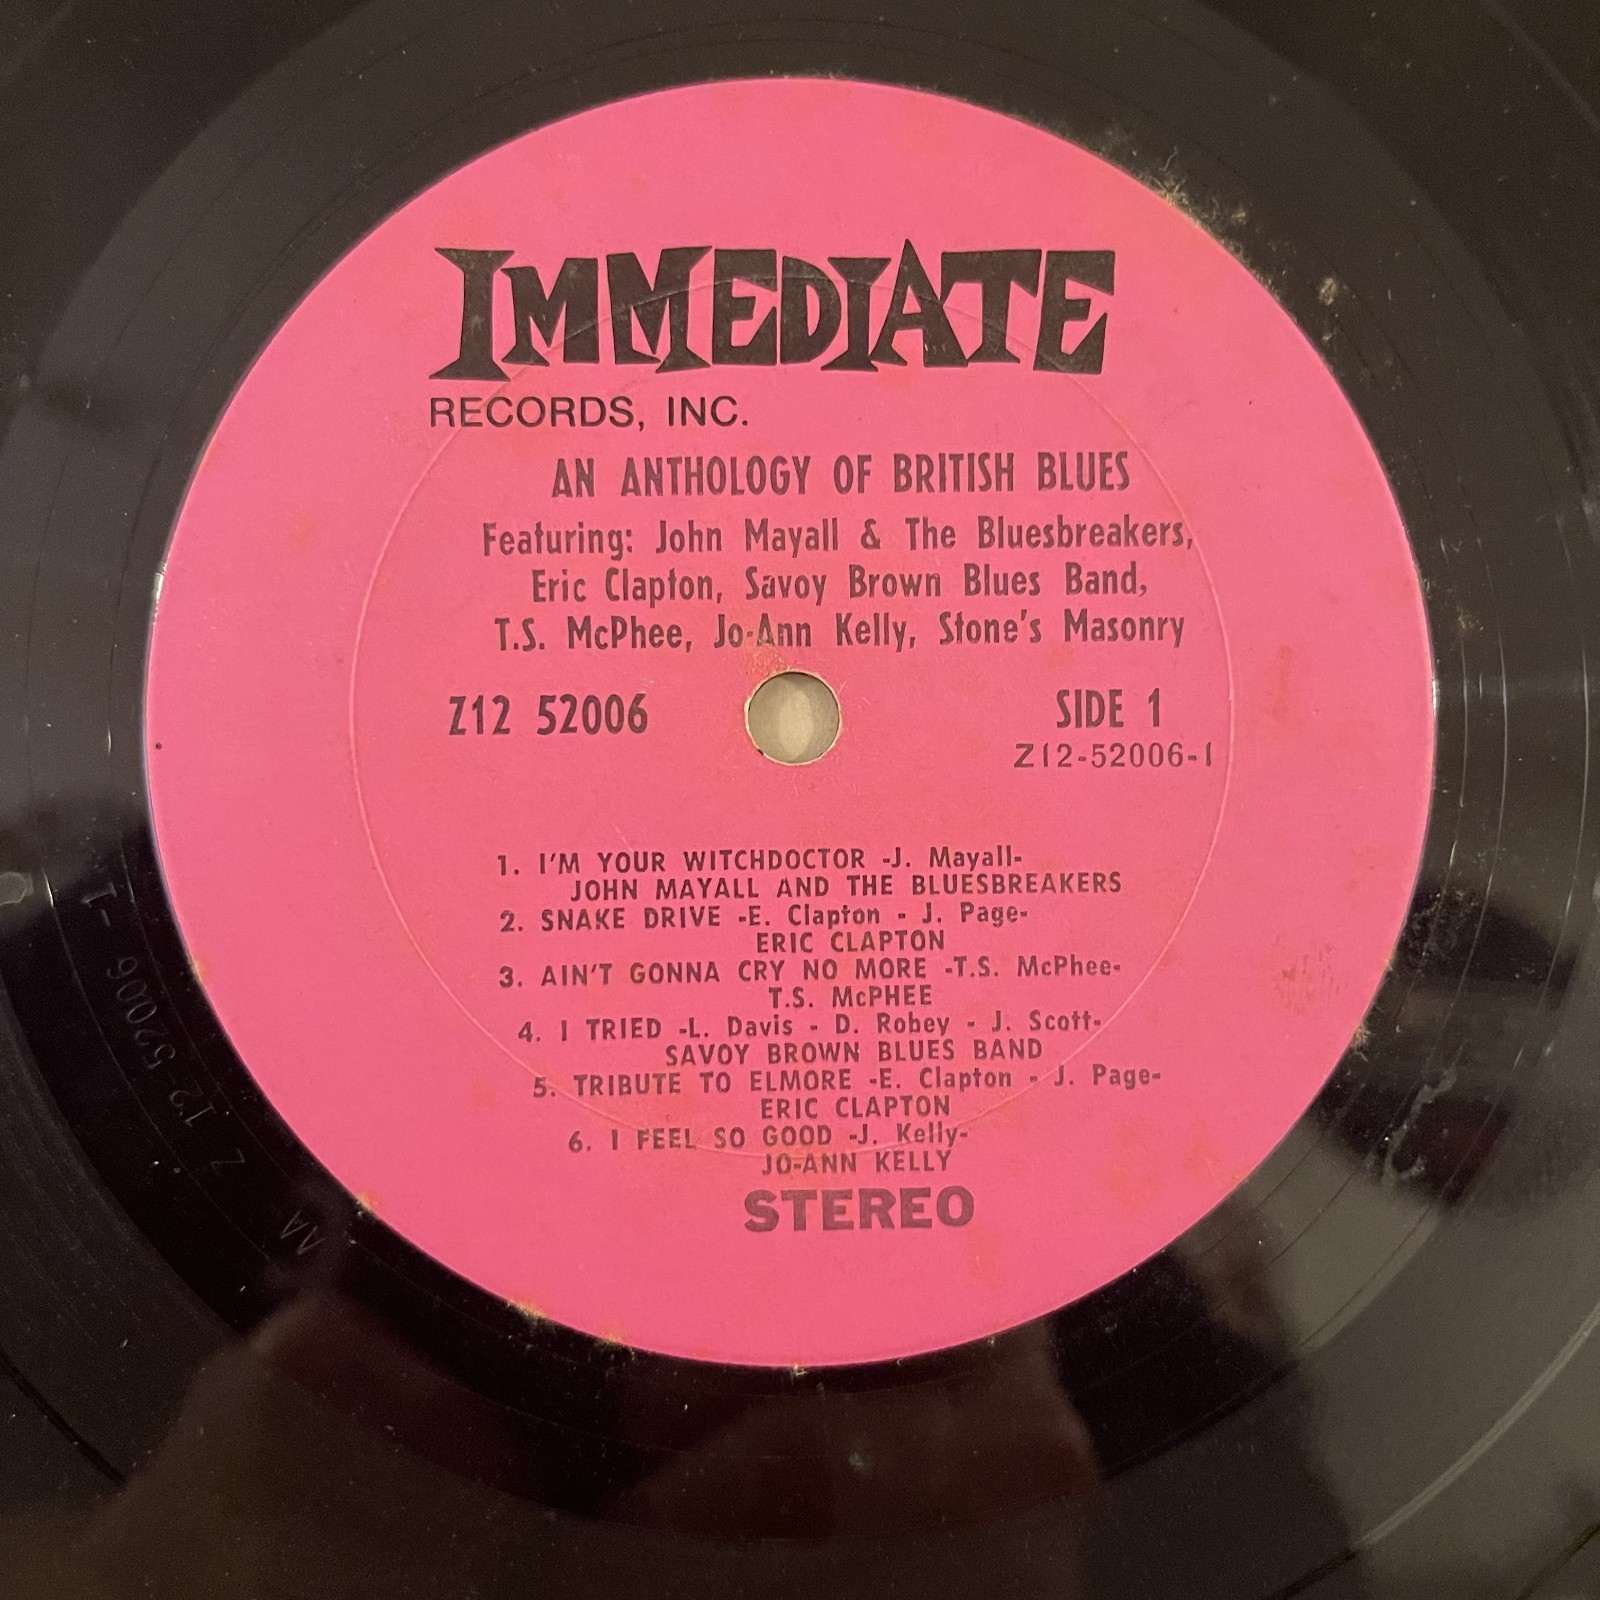 IMMEDIATE
RECORDS, INC.
AN ANTHOLOGY OF BRITISH BLUES
Featuring: John Mayall & The Bluesbreakers,
Eric Clapton, Savoy Brown Blues Band,
T.S. McPhee, Jo-Ann Kelly, Stone's Masonry
Z12 52006
SIDE 1
Z12-52006-1
1. I'M YOUR WITCHDOCTOR -J. Mayall-
JOHN MAYALL AND THE BLUESBREAKERS
2. SNAKE DRIVE -E. Clapton - J. Page-
ERIC CLAPTON
3. AIN'T GONNA CRY NO MORE -T.S. McPhee-
T.S. McPHEE
4. I TRIED -L. Davis - D. Robey - J. Scott-
SAVOY BROWN BLUES BAND
5. TRIBUTE TO ELMORE -E. Clapton - J. Page-
ERIC CLAPTON
6. I FEEL SO GOOD -J. Kelly-
JO-ANN KELLY
STEREO
AA Z 12 52006 -1